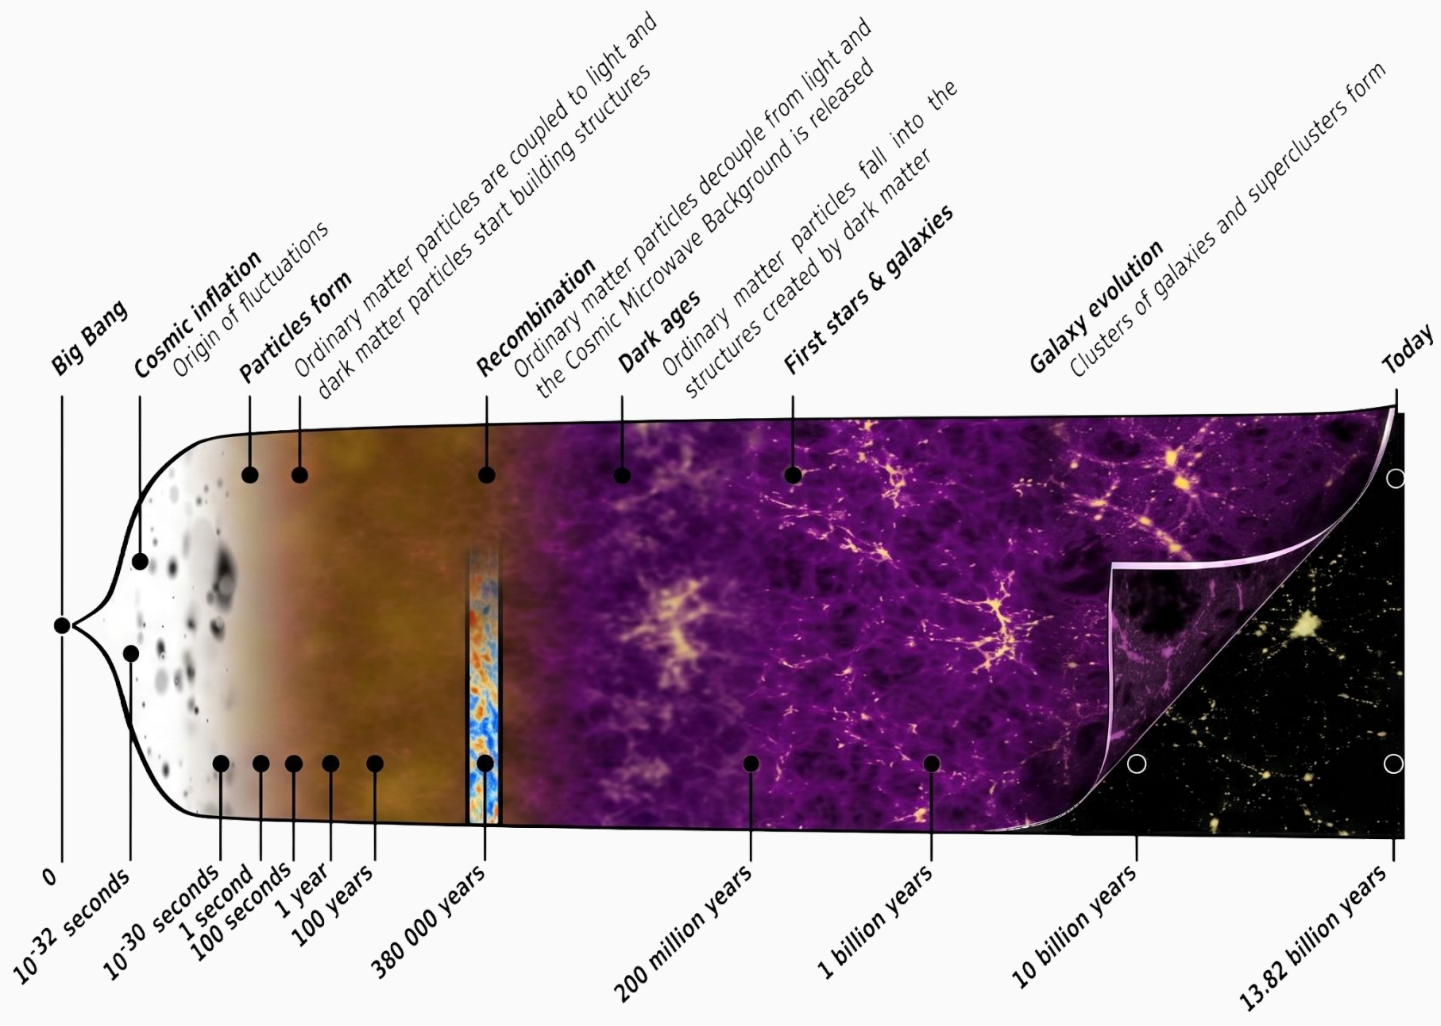 Big Bang
Cosmic inflation
Origin of fluctuations
Particles form
Ordinary matter particles are coupled to light and
dark matter particles start building structures
Recombination
Ordinary matter particles decouple from light and
the Cosmic Microwave Background is released
Dark ages
Ordinary matter particles fall into the
structures created by dark matter
First stars & galaxies
Galaxy evolution
Clusters of galaxies and superclusters form
Today
0
10-32 seconds
10-30 seconds
1 second
100 seconds
1 year
100 years
380 000 years
200 million years
1 billion years
10 billion years
13.82 billion years